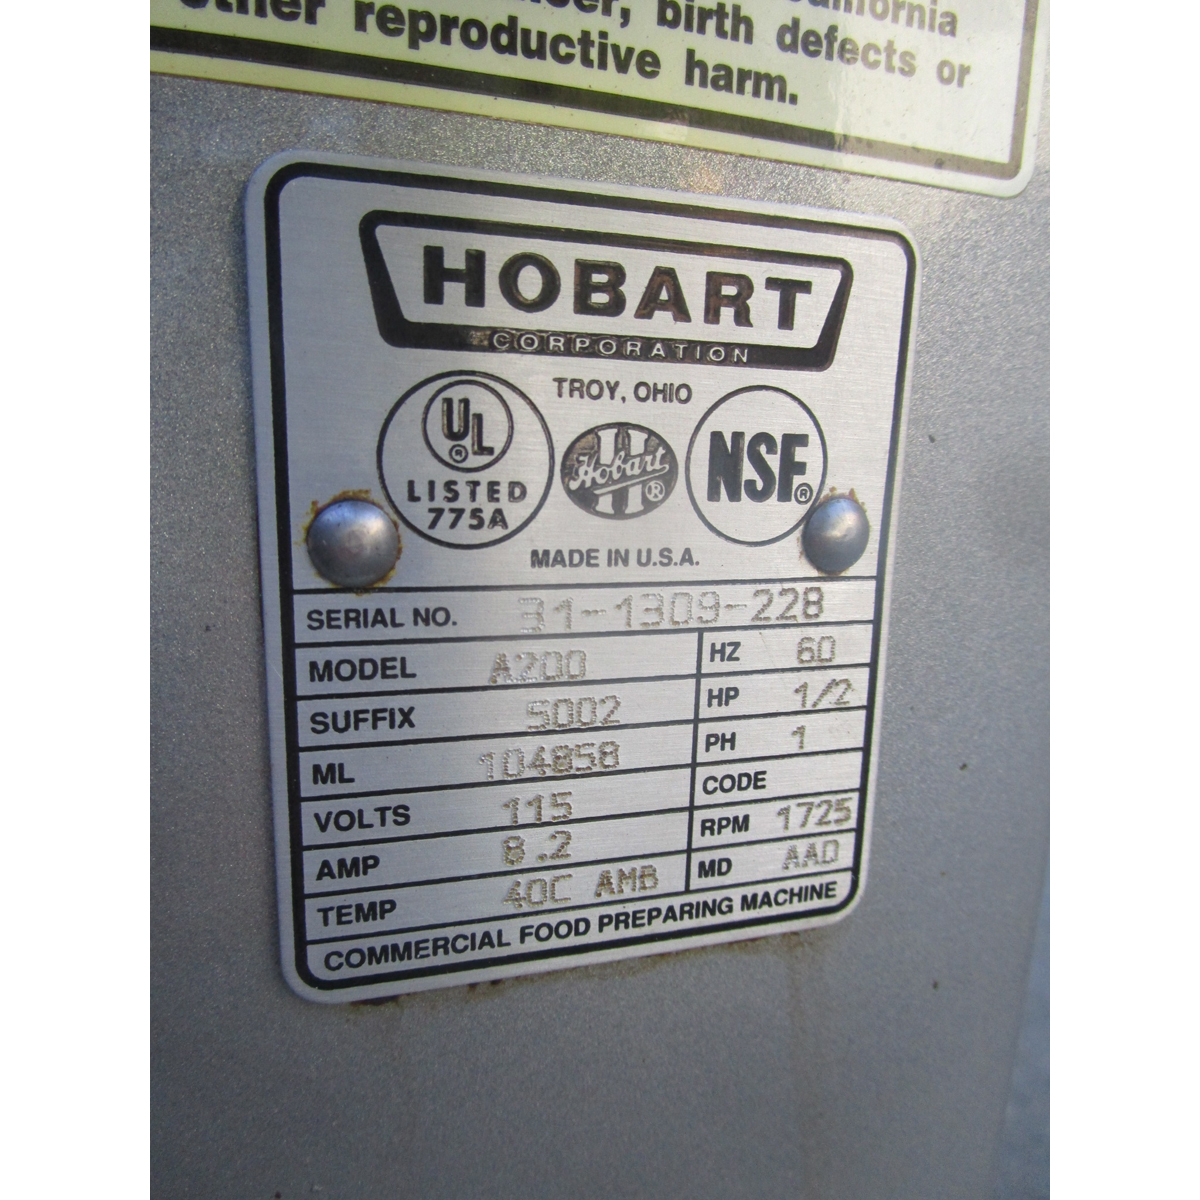 California
cancer, birth defects or
other reproductive harm.
HOBART
CORPORATION
TROY, OHIO
UL
®
LISTED
775A
Hobart
®
NSF®
MADE IN U.S.A.
SERIAL NO. 31-1309-228
MODEL A200 HZ 60
SUFFIX 5002 HP 1/2
ML 104858 PH 1
VOLTS 115 CODE
AMP 8.2 RPM 1725
TEMP 40C AMB MD AAD
COMMERCIAL FOOD PREPARING MACHINE